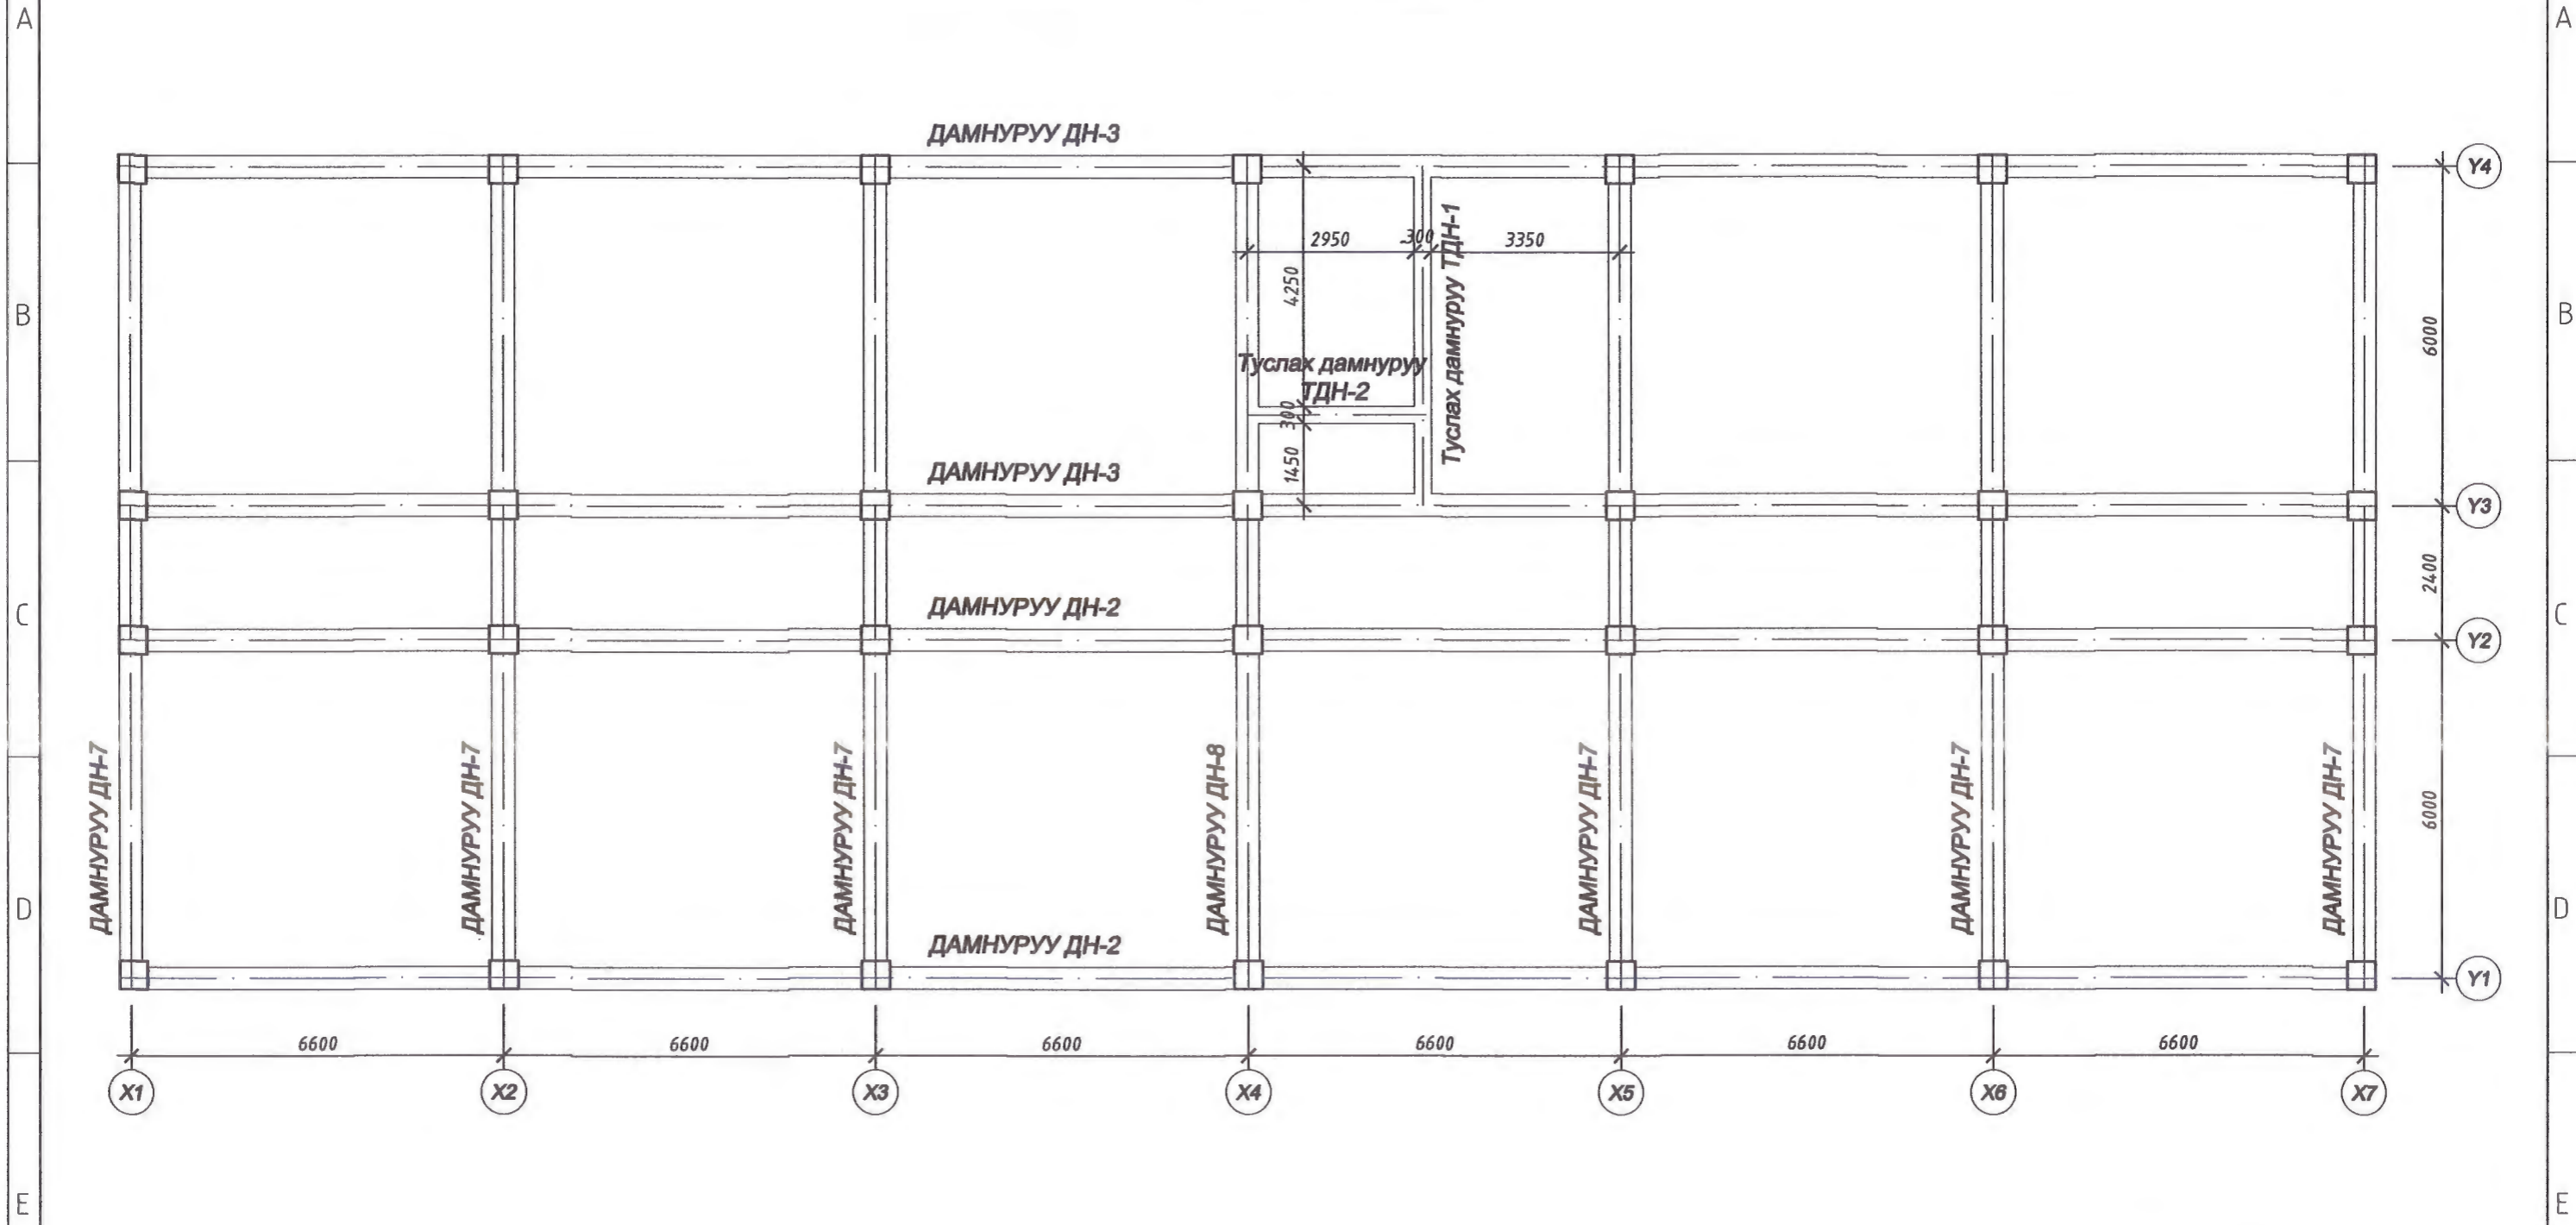 A
A
ДАМНУРУУ ДН-3
Y4
2950
300
3350
4250
Туслах дамнуруу ТДН-1
B
B
6000
Туслах дамнуруу
ТДН-2
300
1450
ДАМНУРУУ ДН-3
Y3
2400
C
C
ДАМНУРУУ ДН-2
Y2
ДАМНУРУУ ДН-7
ДАМНУРУУ ДН-7
ДАМНУРУУ ДН-7
ДАМНУРУУ ДН-8
ДАМНУРУУ ДН-7
ДАМНУРУУ ДН-7
ДАМНУРУУ ДН-7
6000
D
D
ДАМНУРУУ ДН-2
Y1
6600
6600
6600
6600
6600
6600
X1
X2
X3
X4
X5
X6
X7
E
E